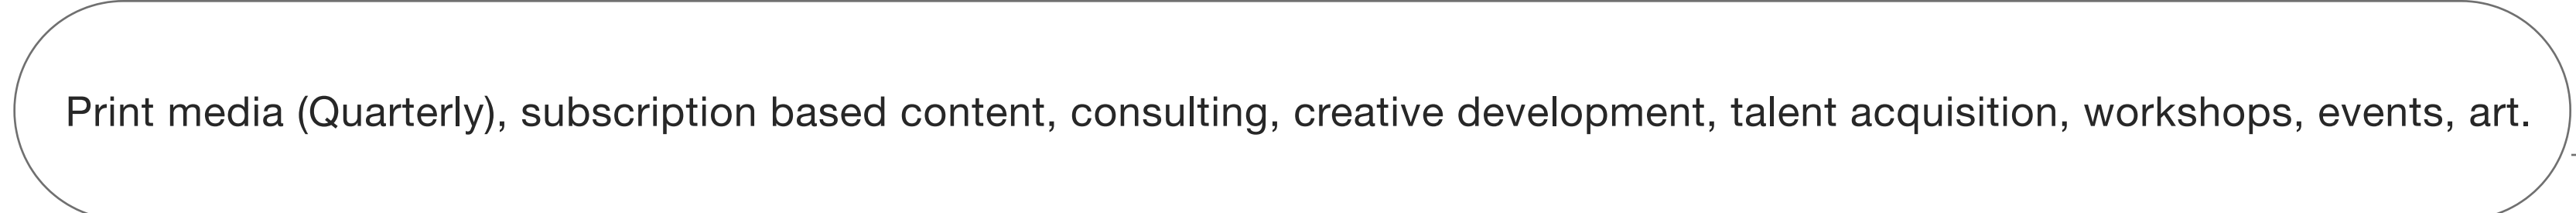 Print media (Quarterly), subscription based content, consulting, creative development, talent acquisition, workshops, events, art.